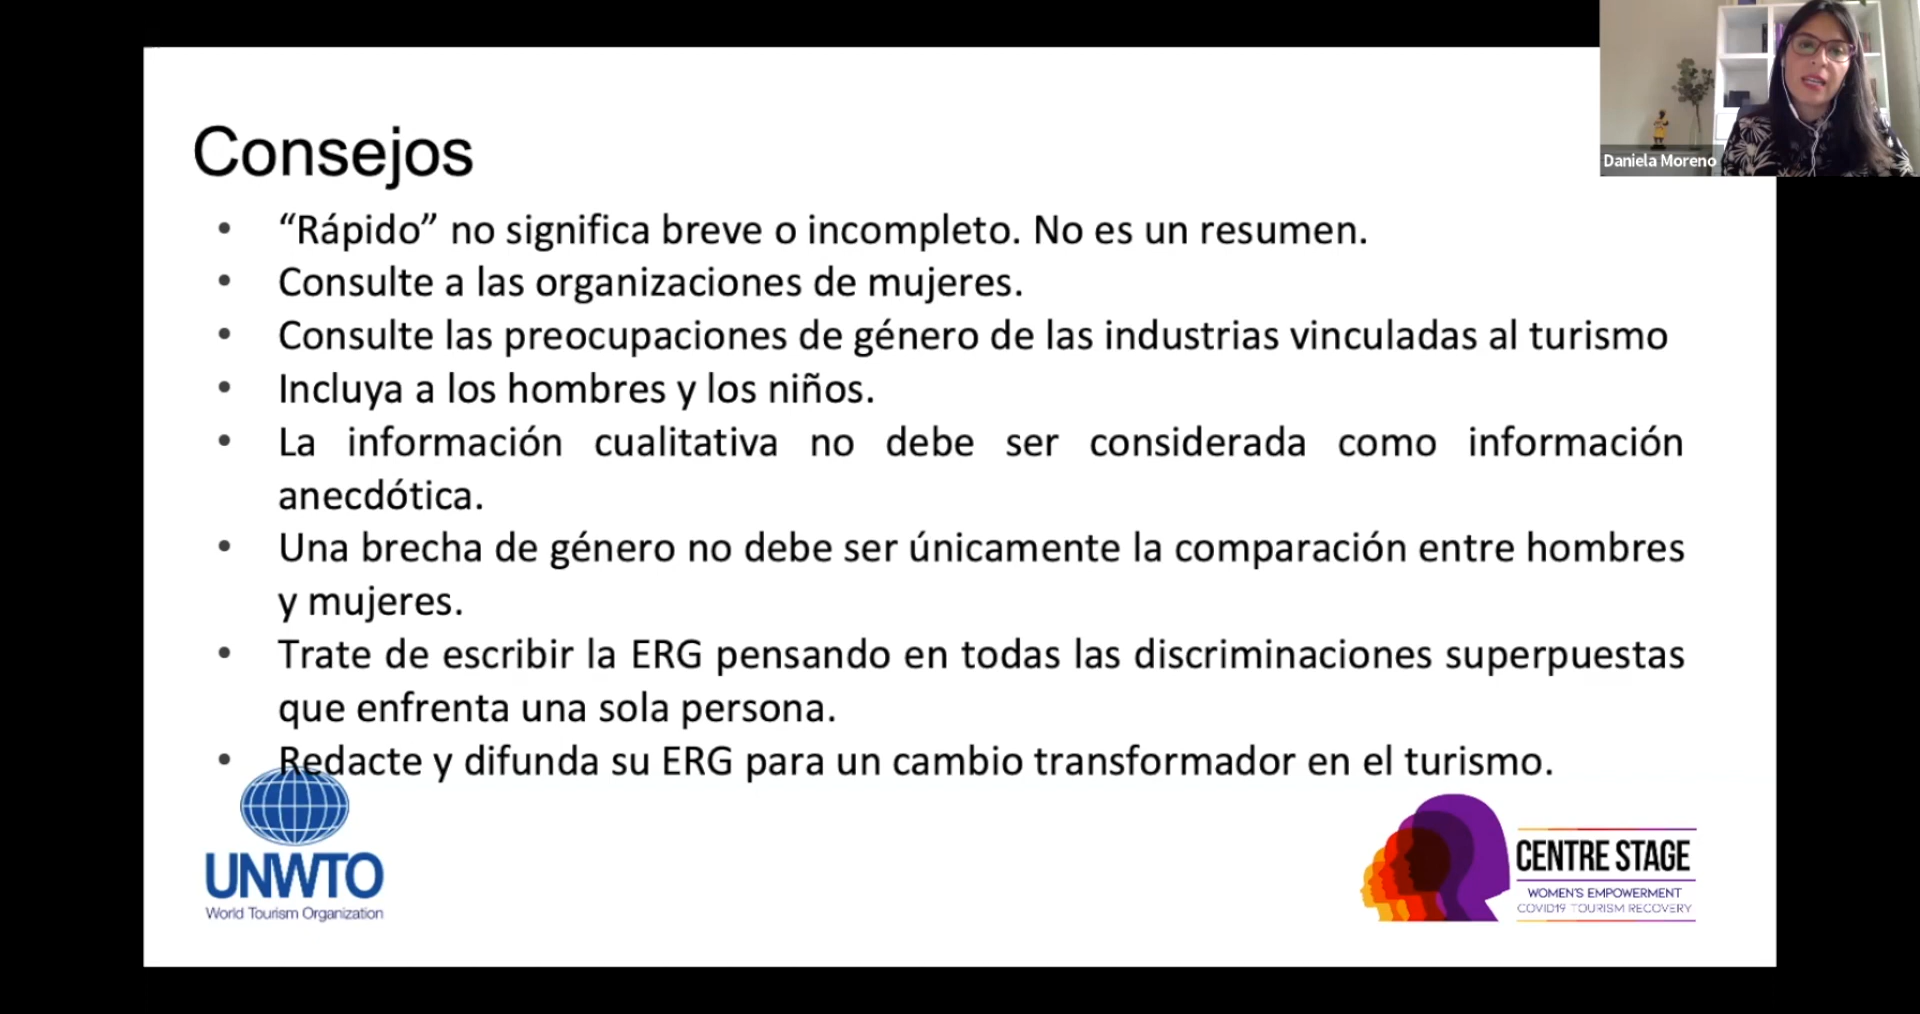 Daniela Moreno
Consejos
• “Rápido” no significa breve o incompleto. No es un resumen.
• Consulte a las organizaciones de mujeres.
• Consulte las preocupaciones de género de las industrias vinculadas al turismo
• Incluya a los hombres y los niños.
• La información cualitativa no debe ser considerada como información
anecdótica.
• Una brecha de género no debe ser únicamente la comparación entre hombres
y mujeres.
• Trate de escribir la ERG pensando en todas las discriminaciones superpuestas
que enfrenta una sola persona.
• Redacte y difunda su ERG para un cambio transformador en el turismo.
UNWTO
World Tourism Organization
CENTRE STAGE
WOMEN'S EMPOWERMENT
COVID19 TOURISM RECOVERY